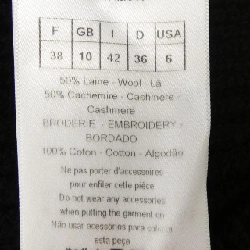 F GB I D USA
38 10 42 36 6
50% Laine - Wool - Lã
50% Cachemire - Cashmere -
Cashmere
BRODERIE - EMBROIDERY -
BORDADO
100% Coton - Cotton - Algodão
Ne pas porter d'accessoires
pour enfiler cette pièce
Do not wear any accessories
when putting the garment on
Não usar acessórios para colocar
esta peça